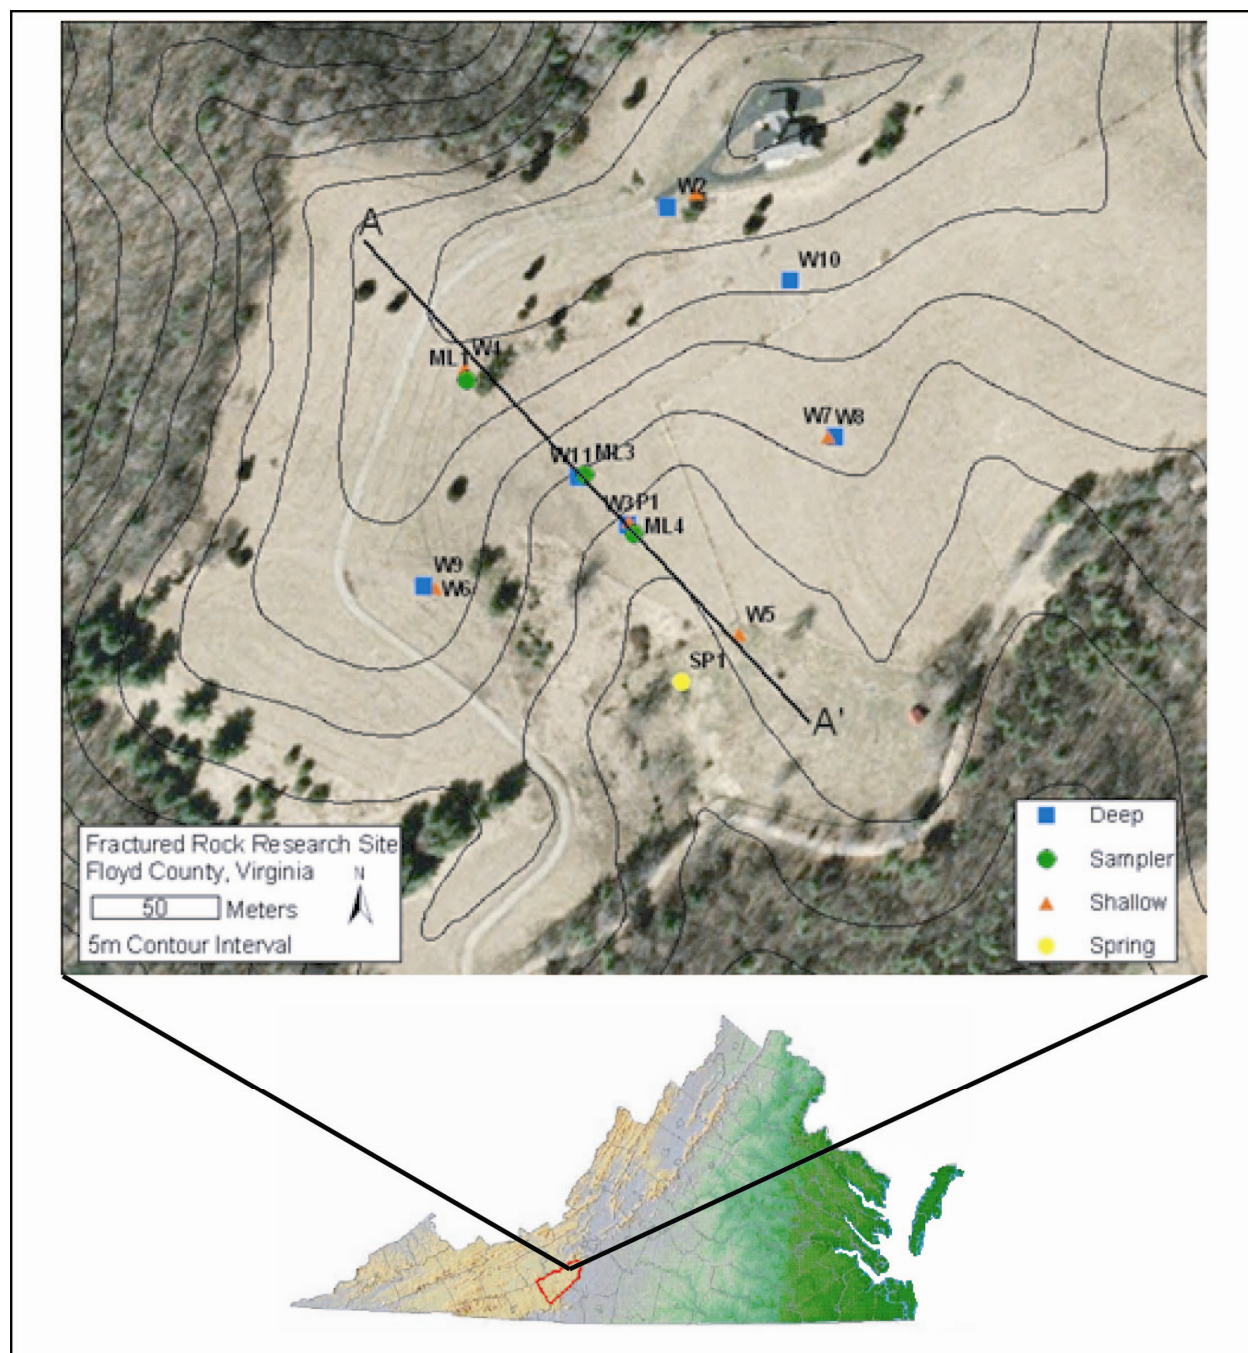 W2
A
W10
W4
ML1
W7 W8
W11 ML3
W3 P1
ML4
W9
W6
W5
SP1
A'
Fractured Rock Research Site
Floyd County, Virginia
N
50 Meters
5m Contour Interval
Deep
Sampler
Shallow
Spring